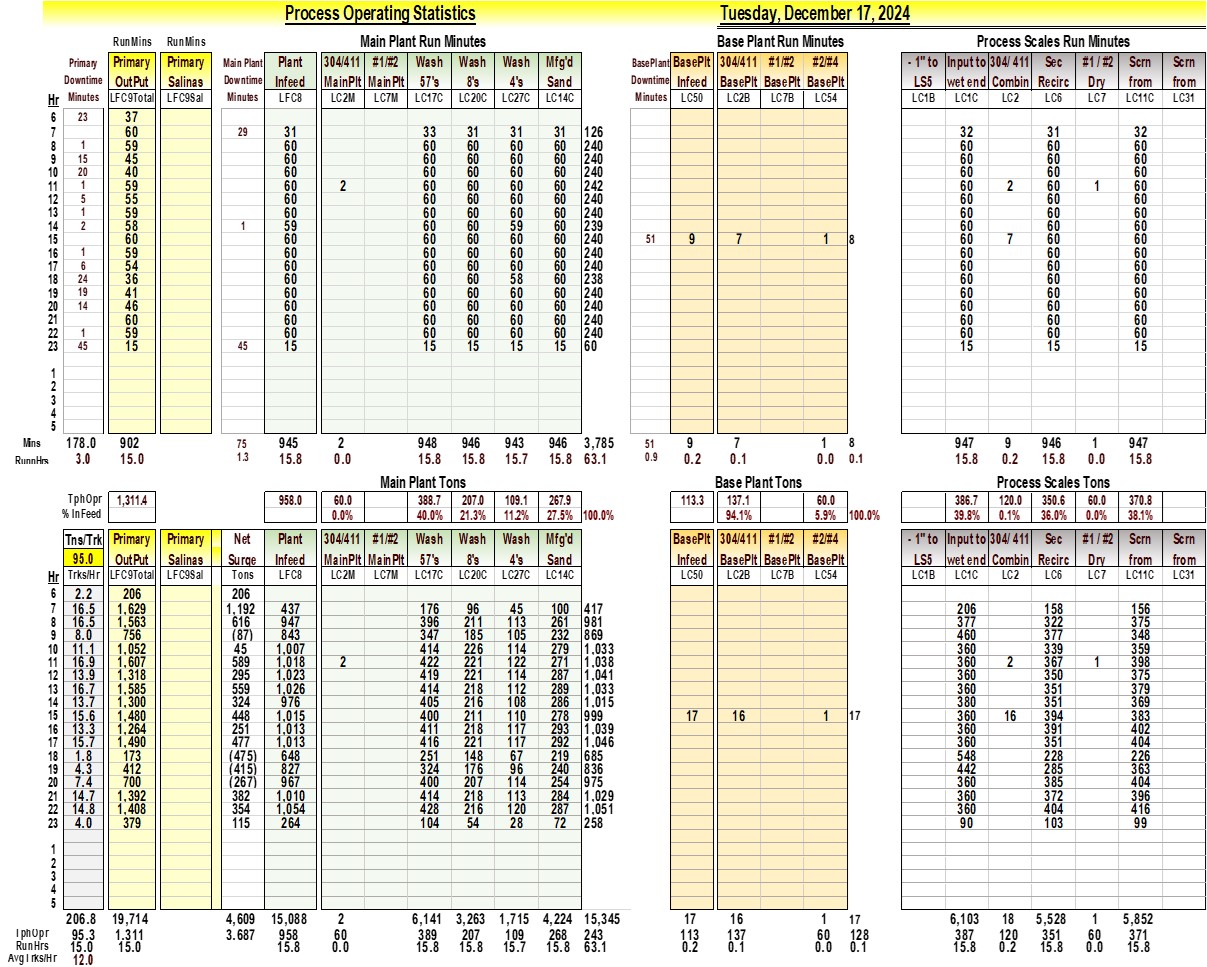 Process Operating Statistics Tuesday, December 17, 2024
RunMins RunMins Main Plant Run Minutes Base Plant Run Minutes Process Scales Run Minutes
Primary Primary Primary Main Plant Plant 304/411 #1/#2 Wash Wash Wash Mfg'd BasePlant BasePlt 304/411 #1/#2 #2/#4 - 1" to Input to 304/ 411 Sec #1 / #2 Scrn Scrn
Downtime OutPut Salinas Downtime Infeed MainPlt MainPlt 57's 8's 4's Sand Downtime Infeed BasePlt BasePlt BasePlt LS5 wet end Combin Recirc Dry from from
Hr Minutes LFC9Total LFC9Sal Minutes LFC8 LC2M LC7M LC17C LC20C LC27C LC14C Minutes LC50 LC2B LC7B LC54 LC1B LC1C LC2 LC6 LC7 LC11C LC31
6 23 37
7 60 29 31 33 31 31 31 126 32 31 32
8 1 59 60 60 60 60 60 240 60 60 60
9 15 45 60 60 60 60 60 240 60 60 60
10 20 40 60 60 60 60 60 240 60 60 60
11 1 59 60 2 60 60 60 60 242 60 2 60 1 60
12 5 55 60 60 60 60 60 240 60 60 60
13 1 59 60 60 60 60 60 240 60 60 60
14 2 58 1 59 60 60 59 60 239 60 60 60
15 60 60 60 60 60 60 240 51 9 7 1 8 60 7 60 60
16 1 59 60 60 60 60 60 240 60 60 60
17 6 54 60 60 60 60 60 240 60 60 60
18 24 36 60 60 60 58 60 238 60 60 60
19 19 41 60 60 60 60 60 240 60 60 60
20 14 46 60 60 60 60 60 240 60 60 60
21 60 60 60 60 60 60 240 60 60 60
22 1 59 60 60 60 60 60 240 60 60 60
23 45 15 45 15 15 15 15 15 60 15 15 15
1
2
3
4
5
Mins 178.0 902 75 945 2 948 946 943 946 3,785 51 9 7 1 8 947 9 946 1 947
RunnHrs 3.0 15.0 1.3 15.8 0.0 15.8 15.8 15.7 15.8 63.1 0.9 0.2 0.1 0.0 0.1 15.8 0.2 15.8 0.0 15.8
Main Plant Tons Base Plant Tons Process Scales Tons
TphOpr 1,311.4 958.0 60.0 388.7 207.0 109.1 267.9 113.3 137.1 60.0 386.7 120.0 350.6 60.0 370.8
% InFeed 0.0% 40.0% 21.3% 11.2% 27.5% 100.0% 94.1% 5.9% 100.0% 39.8% 0.1% 36.0% 0.0% 38.1%
Tns/Trk Primary Primary Net Plant 304/411 #1/#2 Wash Wash Wash Mfg'd BasePlt 304/411 #1/#2 #2/#4 - 1" to Input to 304/ 411 Sec #1 / #2 Scrn Scrn
95.0 OutPut Salinas Surge Infeed MainPlt MainPlt 57's 8's 4's Sand Infeed BasePlt BasePlt BasePlt LS5 wet end Combin Recirc Dry from from
Hr Trks/Hr LFC9Total LFC9Sal Tons LFC8 LC2M LC7M LC17C LC20C LC27C LC14C LC50 LC2B LC7B LC54 LC1B LC1C LC2 LC6 LC7 LC11C LC31
6 2.2 206 206
7 16.5 1,629 1,192 437 176 96 45 100 417 206 158 156
8 16.5 1,563 616 947 396 211 113 261 981 377 322 375
9 8.0 756 (87) 843 347 185 105 232 869 460 377 348
10 11.1 1,052 45 1,007 414 226 114 279 1,033 360 339 359
11 16.9 1,607 589 1,018 2 422 221 122 271 1,038 360 2 367 1 398
12 13.9 1,318 295 1,023 419 221 114 287 1,041 360 350 375
13 16.7 1,585 559 1,026 414 218 112 289 1,033 360 351 379
14 13.7 1,300 324 976 405 216 108 286 1,015 380 351 369
15 15.6 1,480 448 1,015 400 211 110 278 999 17 16 1 17 360 16 394 383
16 13.3 1,264 251 1,013 411 218 117 293 1,039 360 391 402
17 15.7 1,490 477 1,013 416 221 117 292 1,046 360 351 404
18 1.8 173 (475) 648 251 148 67 219 685 548 228 226
19 4.3 412 (415) 827 324 176 96 240 836 442 285 363
20 7.4 700 (267) 967 400 207 114 254 975 360 385 404
21 14.7 1,392 382 1,010 414 218 113 284 1,029 360 372 396
22 14.8 1,408 354 1,054 428 216 120 287 1,051 360 404 416
23 4.0 379 115 264 104 54 28 72 258 90 103 99
1
2
3
4
5
206.8 19,714 4,609 15,088 2 6,141 3,263 1,715 4,224 15,345 17 16 1 17 6,103 18 5,528 1 5,852
TphOpr 95.3 1,311 3.687 958 60 389 207 109 268 243 113 137 60 128 387 120 351 60 371
RunHrs 15.0 15.0 15.8 0.0 15.8 15.8 15.7 15.8 63.1 0.2 0.1 0.0 0.1 15.8 0.2 15.8 0.0 15.8
AvgTrks/Hr 12.0